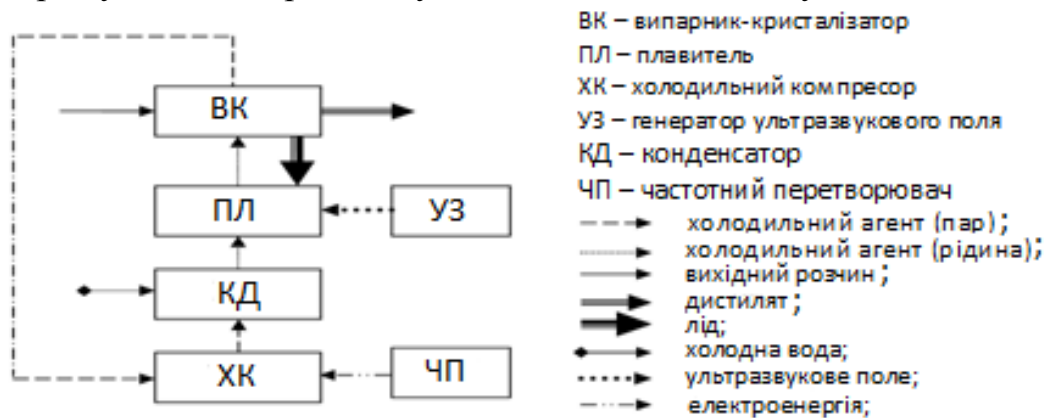 ВК – випарник-кристалізатор
ПЛ – плавитель
ХК – холодильний компресор
УЗ – генератор ультразвукового поля
КД – конденсатор
ЧП – частотний перетворювач
холодильний агент (пар);
холодильний агент (рідина);
вихідний розчин;
дистилят;
лід;
холодна вода;
ультразвукове поле;
електроенергія;
ВК
ПЛ
УЗ
КД
ХК
ЧП